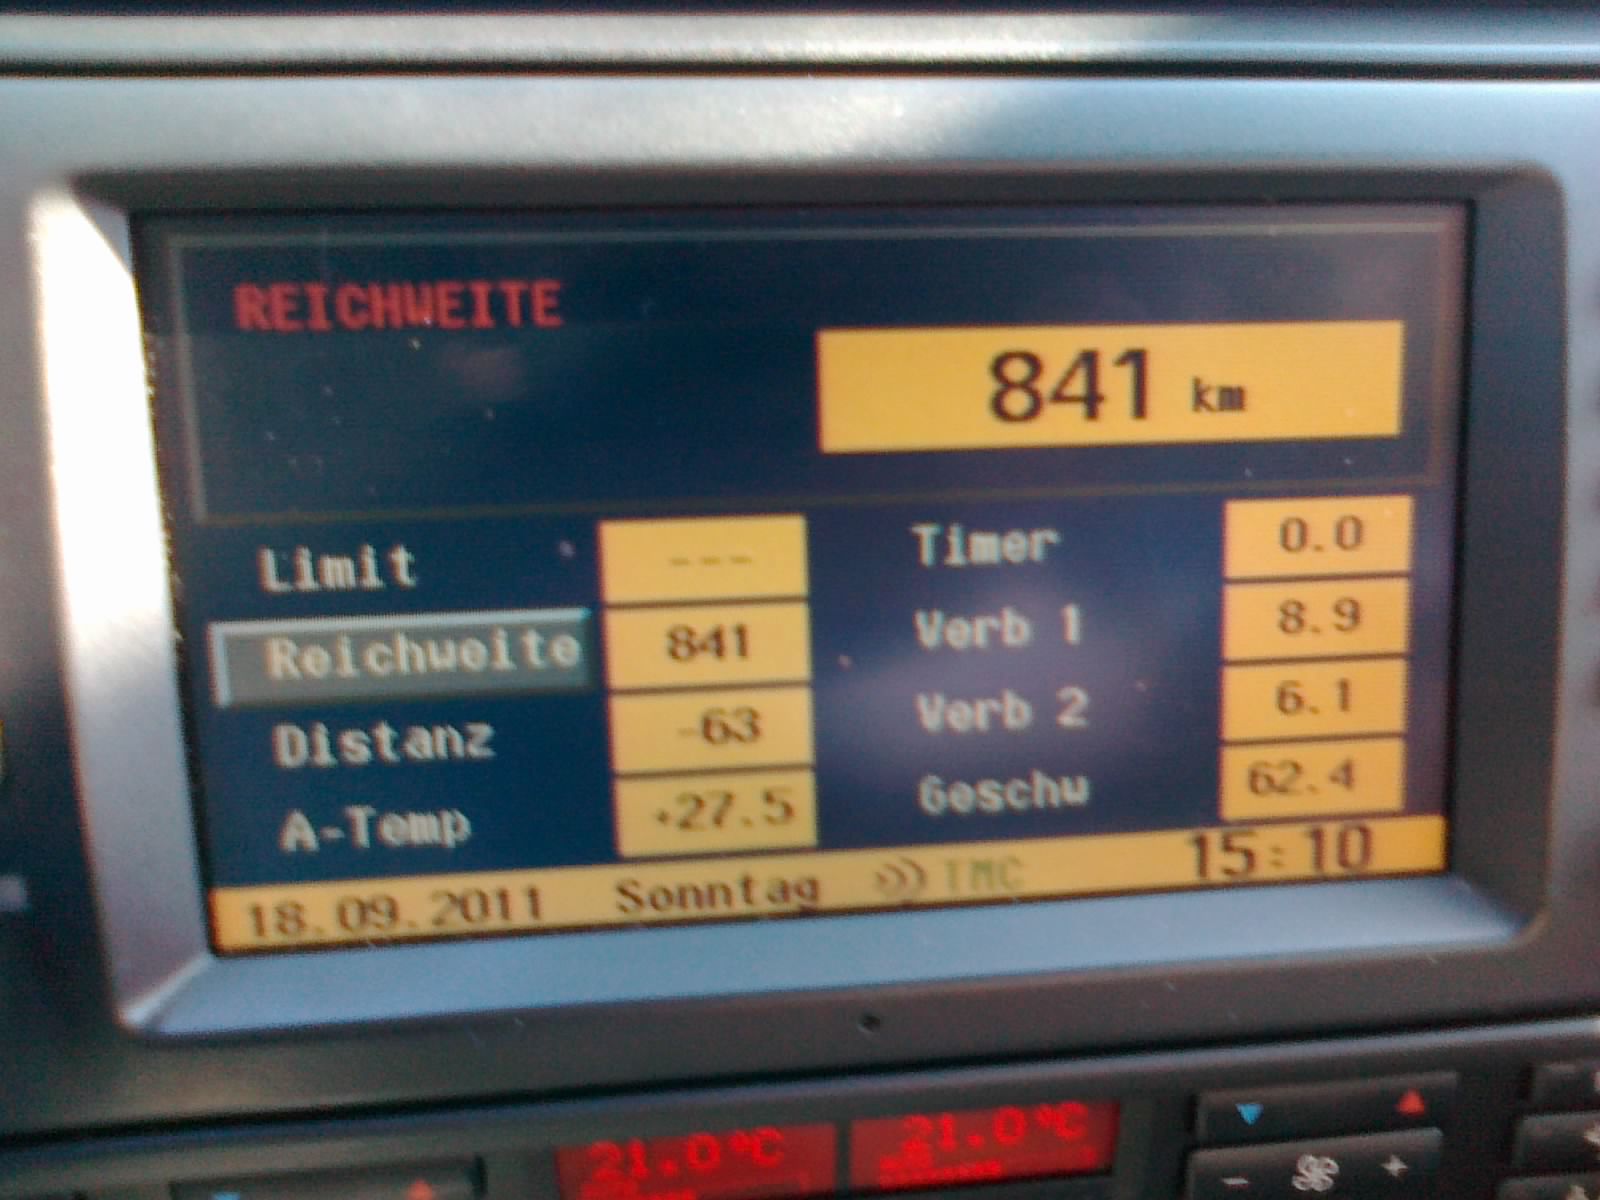 REICHWEITE
841 km
Limit --- Timer 0.0
Reichweite 841 Verb 1 8.9
Distanz -63 Verb 2 6.1
A-Temp +27.5 Geschw 62.4
18.09.2011 Sonntag TMC 15:10
21.0°C 21.0°C
- +